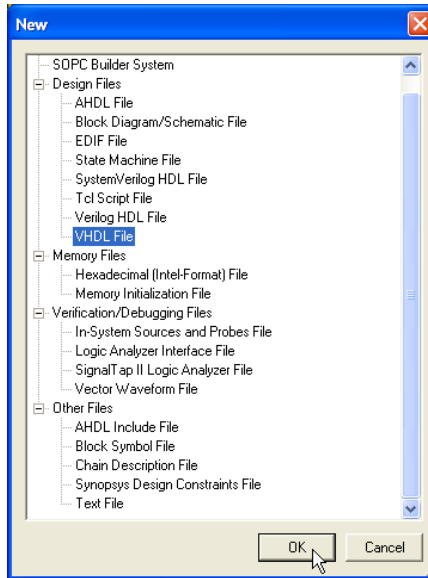 New
SOPC Builder System
Design Files
AHDL File
Block Diagram/Schematic File
EDIF File
State Machine File
SystemVerilog HDL File
Tcl Script File
Verilog HDL File
VHDL File
Memory Files
Hexadecimal (Intel-Format) File
Memory Initialization File
Verification/Debugging Files
In-System Sources and Probes File
Logic Analyzer Interface File
SignalTap II Logic Analyzer File
Vector Waveform File
Other Files
AHDL Include File
Block Symbol File
Chain Description File
Synopsys Design Constraints File
Text File
OK Cancel